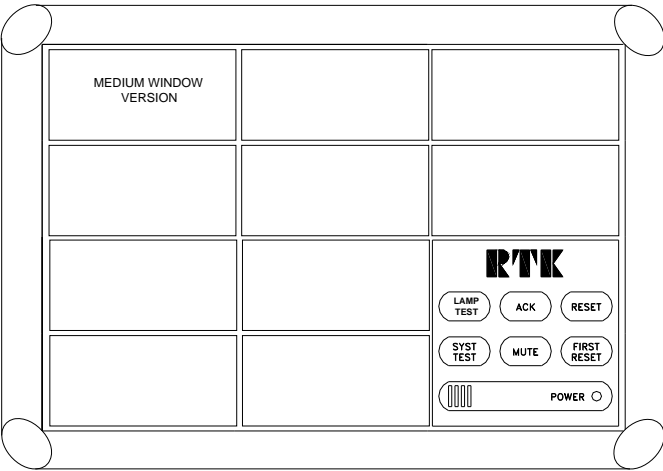 MEDIUM WINDOW
VERSION
RTK
LAMP
TEST
ACK
RESET
SYST
TEST
MUTE
FIRST
RESET
POWER